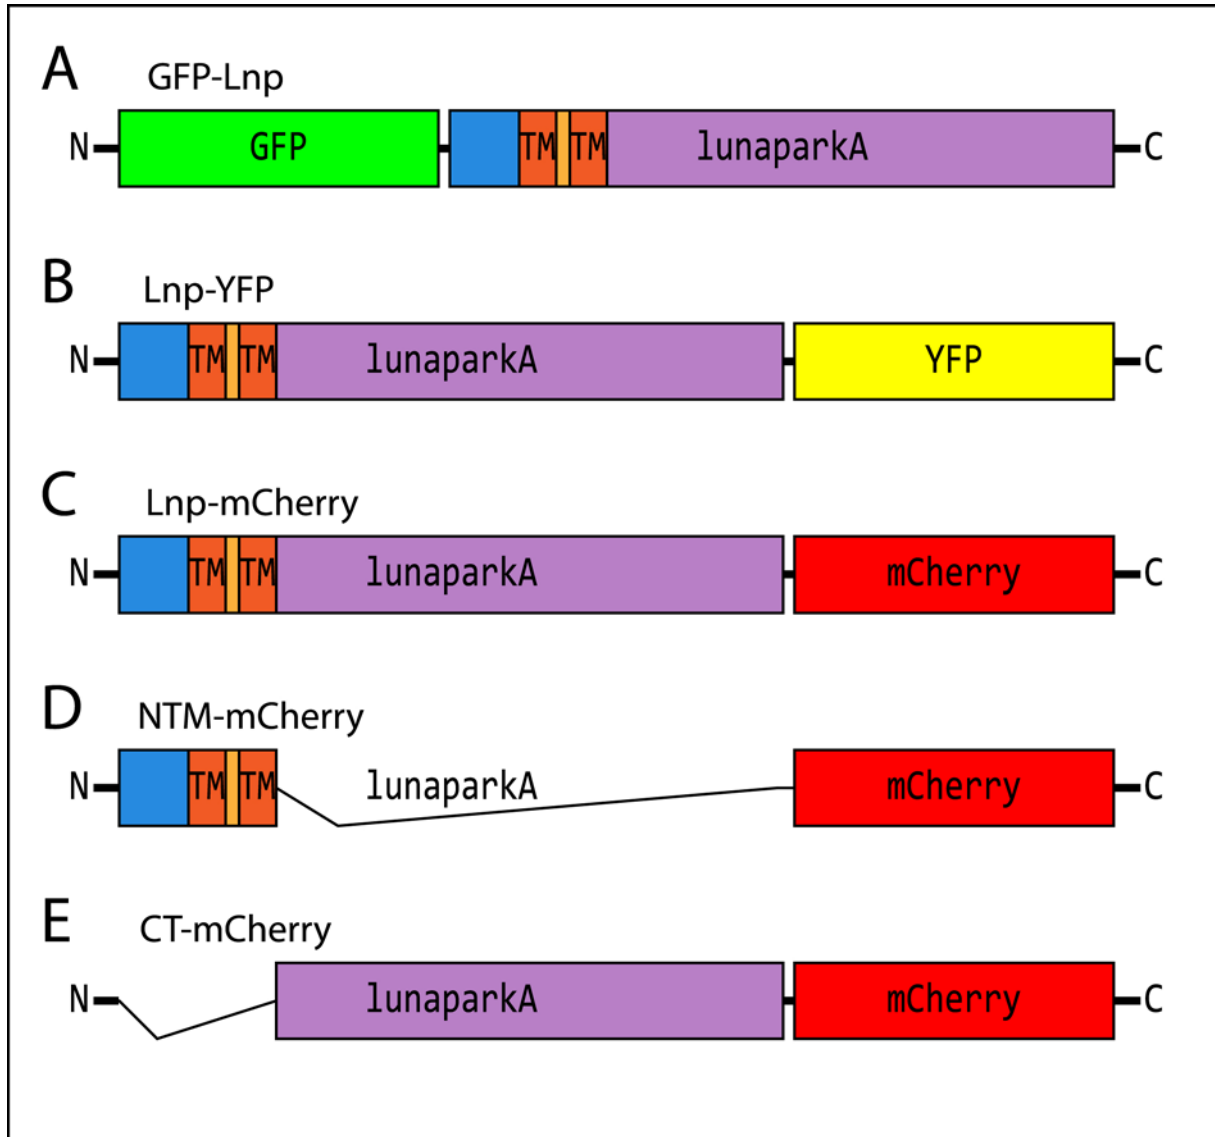 A GFP-Lnp
N GFP TM TM lunaparkA C
B Lnp-YFP
N TM TM lunaparkA YFP C
C Lnp-mCherry
N TM TM lunaparkA mCherry C
D NTM-mCherry
N TM TM lunaparkA mCherry C
E CT-mCherry
N lunaparkA mCherry C